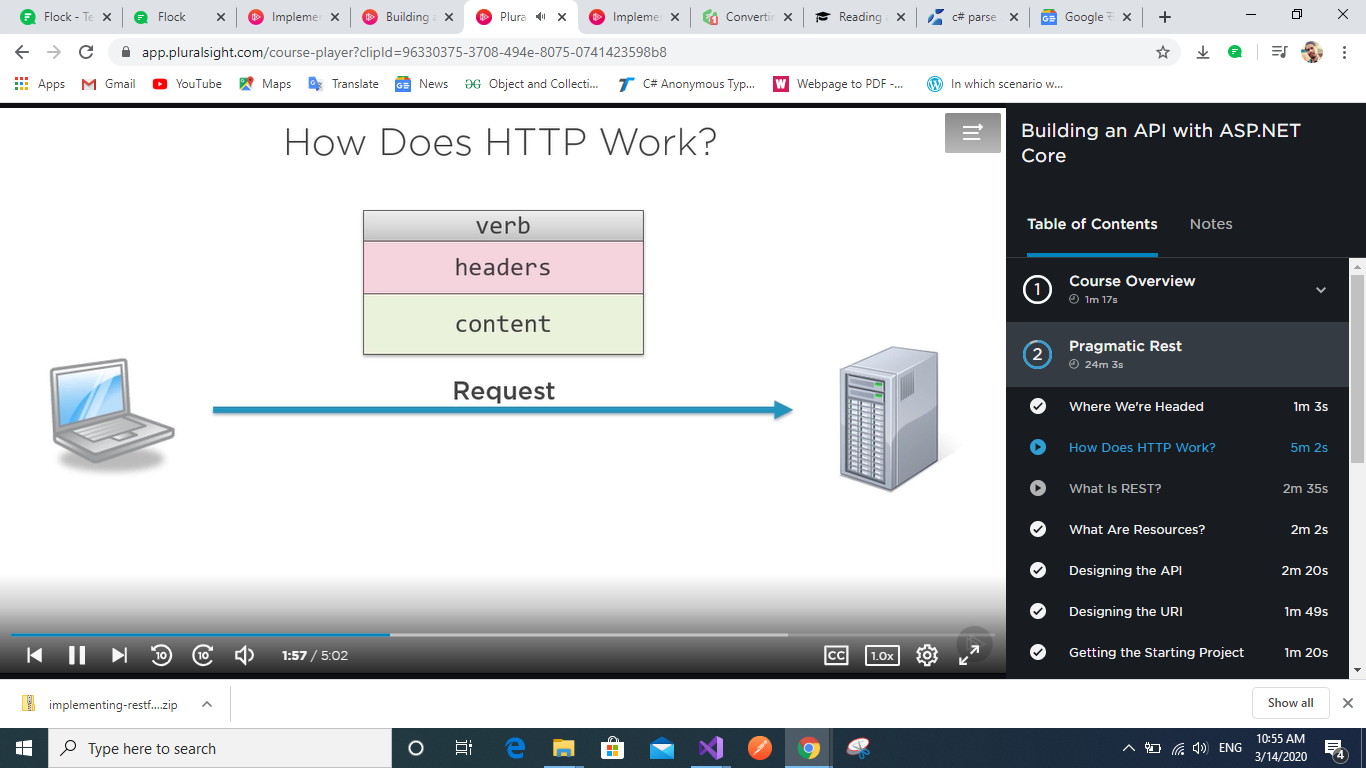 Flock - Te
Flock
Implemen
Building a
Plura
Impleme
Convertin
Reading a
c# parse
Google
app.pluralsight.com/course-player?clipId=96330375-3708-494e-8075-0741423598b8
Apps
Gmail
YouTube
Maps
Translate
News
Object and Collecti...
C# Anonymous Typ...
Webpage to PDF -...
In which scenario w...
How Does HTTP Work?
verb
headers
content
Request
1:57 / 5:02
CC
1.0x
10
10
Building an API with ASP.NET
Core
Table of Contents
Notes
1
Course Overview
1m 17s
2
Pragmatic Rest
24m 3s
Where We're Headed
1m 3s
How Does HTTP Work?
5m 2s
What Is REST?
2m 35s
What Are Resources?
2m 2s
Designing the API
2m 20s
Designing the URI
1m 49s
Getting the Starting Project
1m 20s
implementing-restf....zip
Show all
Type here to search
ENG
10:55 AM
3/14/2020
4